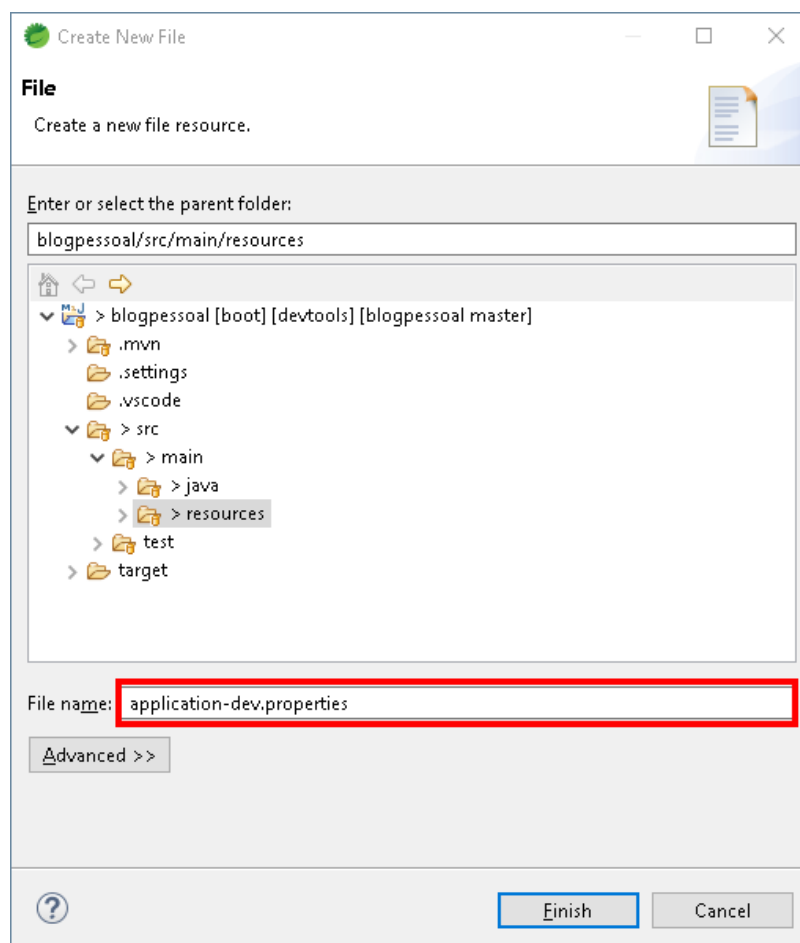 Create New File
File
Create a new file resource.
Enter or select the parent folder:
blogpessoal/src/main/resources
> blogpessoal [boot] [devtools] [blogpessoal master]
.mvn
.settings
.vscode
> src
> main
> java
> resources
test
target
File name: application-dev.properties
Advanced >>
Finish Cancel